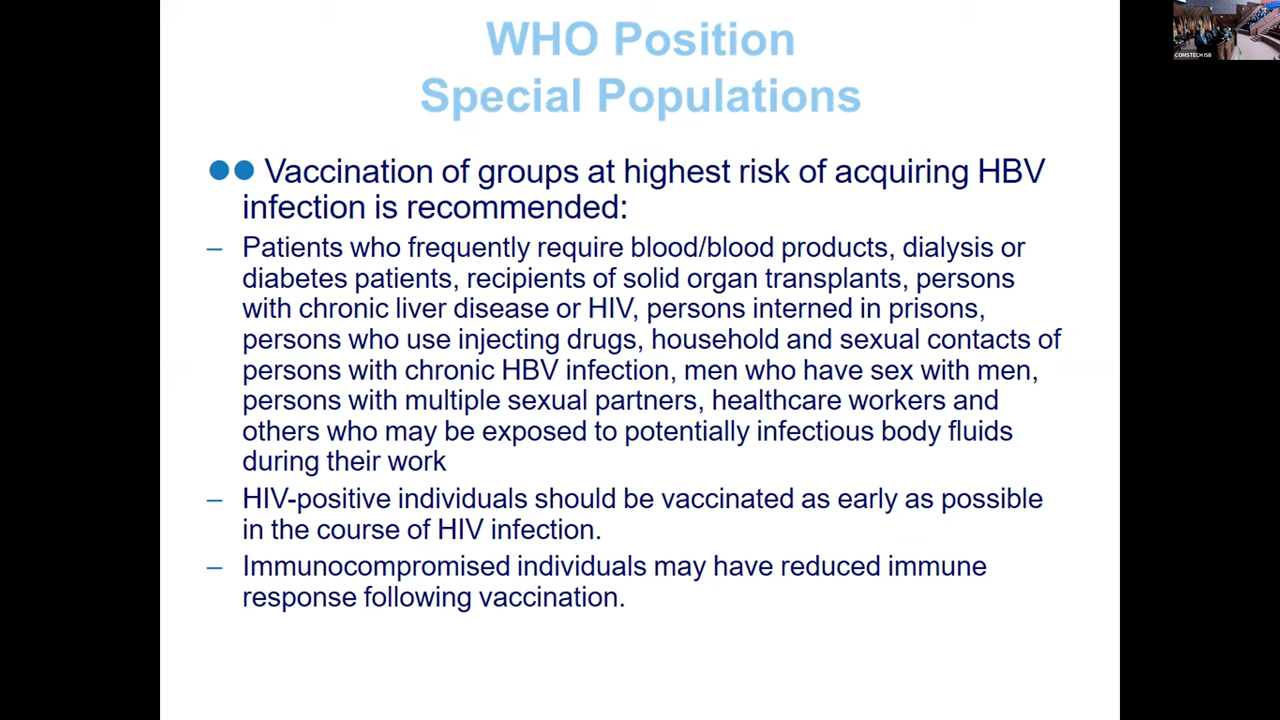 WHO Position
Special Populations
Vaccination of groups at highest risk of acquiring HBV
infection is recommended:
– Patients who frequently require blood/blood products, dialysis or
diabetes patients, recipients of solid organ transplants, persons
with chronic liver disease or HIV, persons interned in prisons,
persons who use injecting drugs, household and sexual contacts of
persons with chronic HBV infection, men who have sex with men,
persons with multiple sexual partners, healthcare workers and
others who may be exposed to potentially infectious body fluids
during their work
– HIV-positive individuals should be vaccinated as early as possible
in the course of HIV infection.
– Immunocompromised individuals may have reduced immune
response following vaccination.
COMSTECH ISB